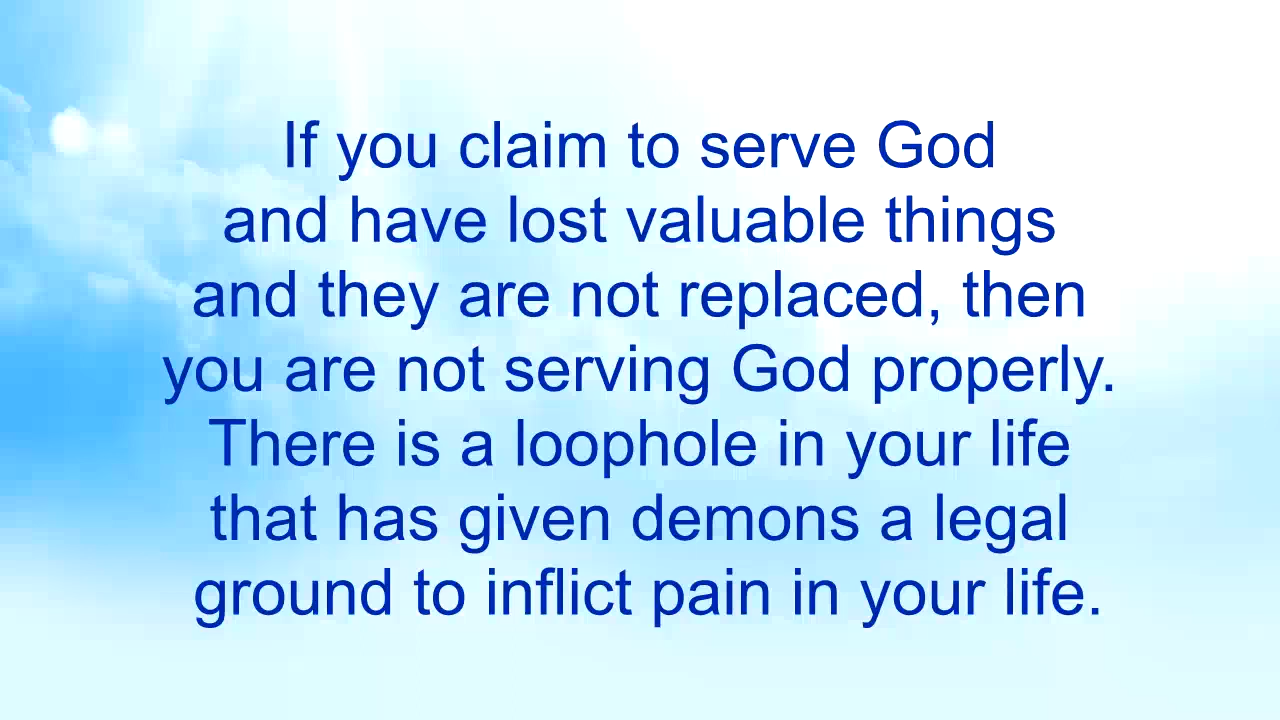 If you claim to serve God
and have lost valuable things
and they are not replaced, then
you are not serving God properly.
There is a loophole in your life
that has given demons a legal
ground to inflict pain in your life.